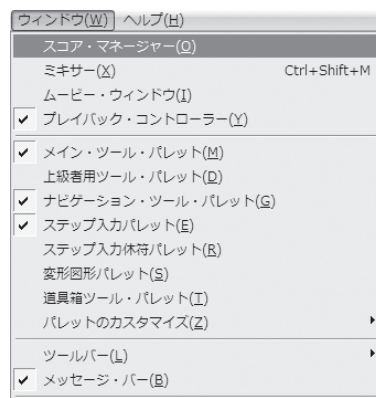 ウィンドウ(W) ヘルプ(H)
スコア・マネージャー(O)
ミキサー(X) Ctrl+Shift+M
ムービー・ウィンドウ(I)
プレイバック・コントローラー(Y)
メイン・ツール・パレット(M)
上級者用ツール・パレット(D)
ナビゲーション・ツール・パレット(G)
ステップ入力パレット(E)
ステップ入力休符パレット(R)
変形図形パレット(S)
道具箱ツール・パレット(T)
パレットのカスタマイズ(Z)
ツールバー(L)
メッセージ・バー(B)